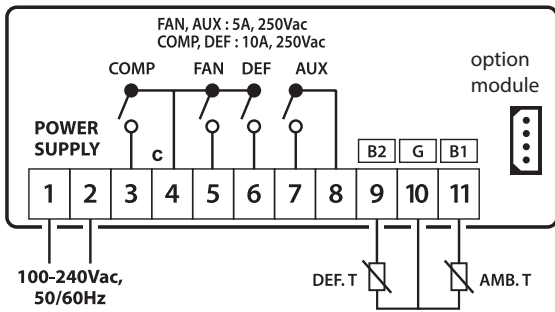 FAN, AUX : 5A, 250Vac
COMP, DEF : 10A, 250Vac
COMP FAN DEF AUX
option
module
POWER
SUPPLY
c
B2 G B1
1 2 3 4 5 6 7 8 9 10 11
100-240Vac,
50/60Hz
DEF. T AMB. T